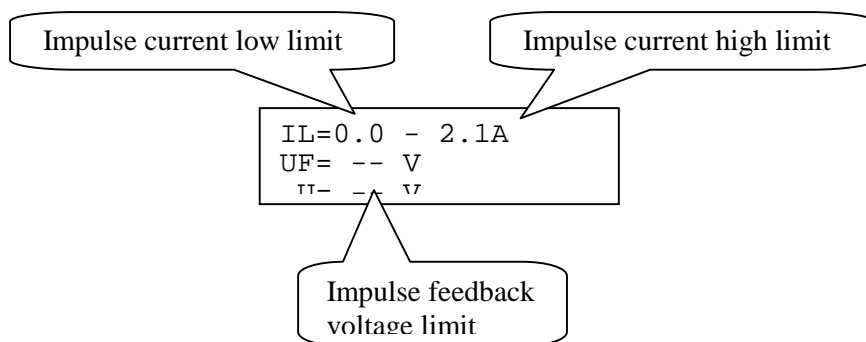 Impulse current low limit
Impulse current high limit
IL=0.0 - 2.1A
UF= -- V
U= -- V
Impulse feedback
voltage limit